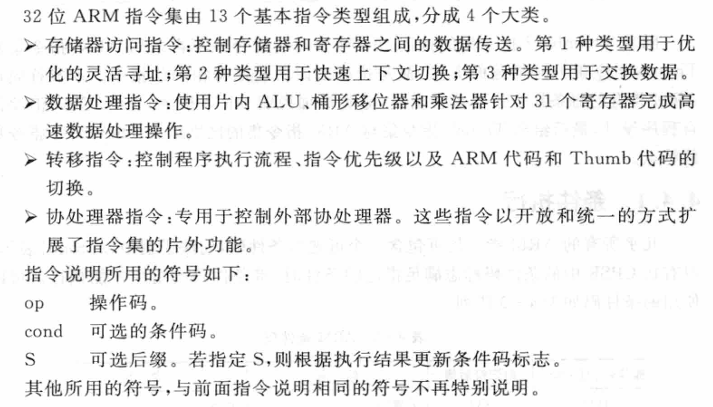 32 位 ARM 指令集由 13 个基本指令类型组成,分成 4 个大类。
➢ 存储器访问指令:控制存储器和寄存器之间的数据传送。第 1 种类型用于优
化的灵活寻址;第 2 种类型用于快速上下文切换;第 3 种类型用于交换数据。
➢ 数据处理指令:使用片内 ALU、桶形移位器和乘法器针对 31 个寄存器完成高
速数据处理操作。
➢ 转移指令:控制程序执行流程、指令优先级以及 ARM 代码和 Thumb 代码的
切换。
➢ 协处理器指令:专用于控制外部协处理器。这些指令以开放和统一的方式扩
展了指令集的片外功能。
指令说明所用的符号如下:
op 操作码。
cond 可选的条件码。
S 可选后缀。若指定 S,则根据执行结果更新条件码标志。
其他所用的符号,与前面指令说明相同的符号不再特别说明。